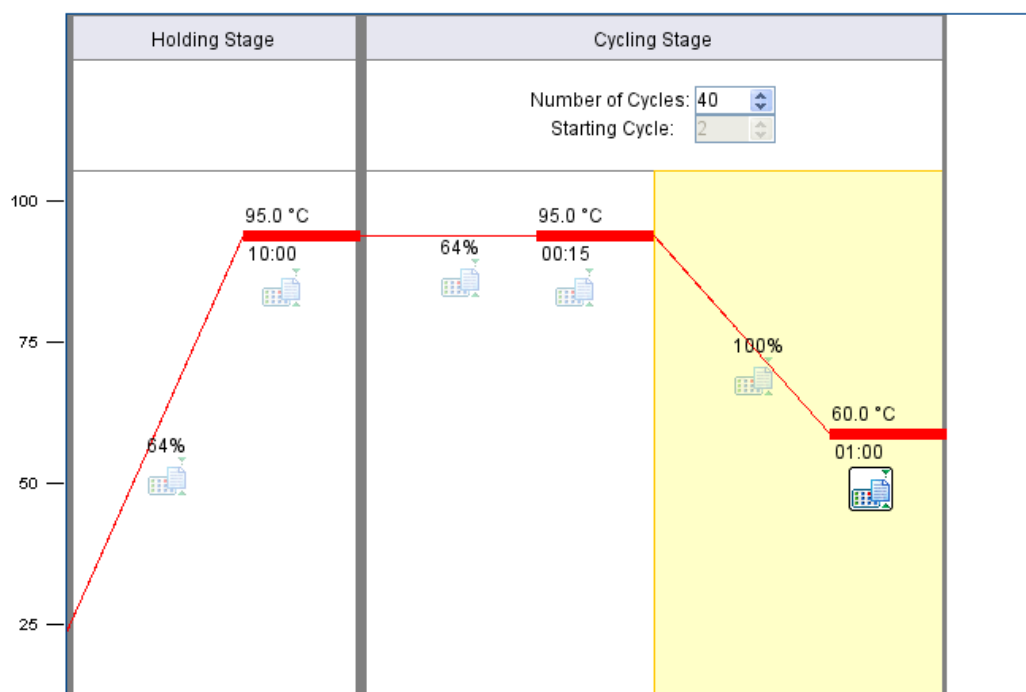 Holding Stage
Cycling Stage
Number of Cycles: 40
Starting Cycle: 2
100
95.0 °C
95.0 °C
10:00
64%
00:15
75
100%
60.0 °C
64%
01:00
50
25